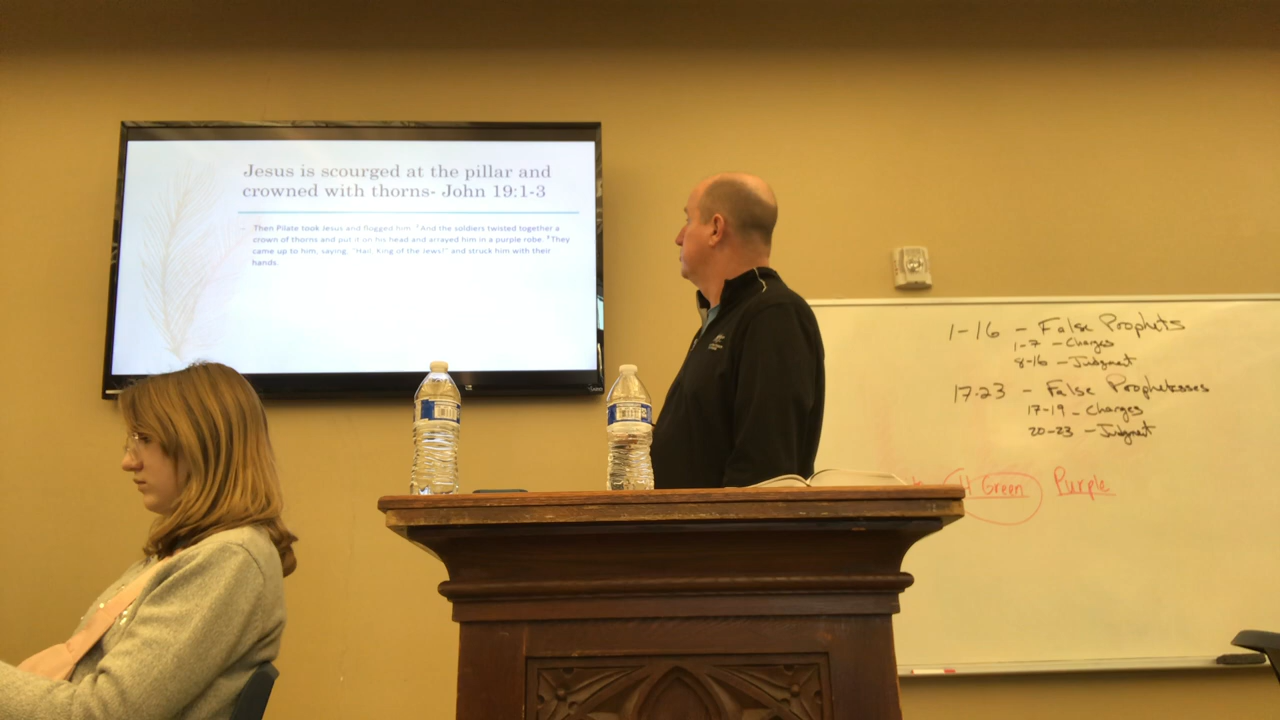 Jesus is scourged at the pillar and
crowned with thorns- John 19:1-3
Then Pilate took Jesus and flogged him. 2 And the soldiers twisted together a
crown of thorns and put it on his head and arrayed him in a purple robe. They
came up to him, saying, "Hail, King of the Jews!" and struck him with their
hands.
1-16 - False Prophets
1-7 - Charges
8-16 - Judgment
17-23 - False Prophetesses
17-19 - Charges
20-23 - Judgment
Green Purple